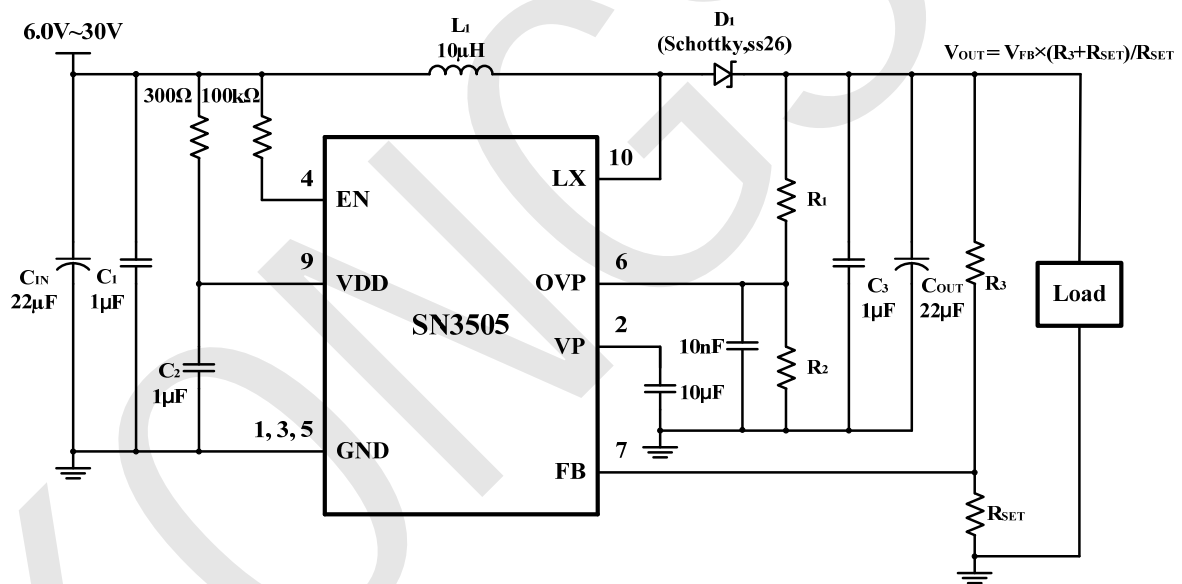 6.0V~30V
L1
10μH
D1
(Schottky,ss26)
VOUT = VFB×(R3+RSET)/RSET
300Ω 100kΩ
10
LX
4
EN
R1
9
VDD
6
OVP
CIN
22μF
C1
1μF
C3
1μF
COUT
22μF
R3
Load
SN3505
2
VP
10nF
R2
C2
1μF
10μF
1, 3, 5
GND
7
FB
RSET